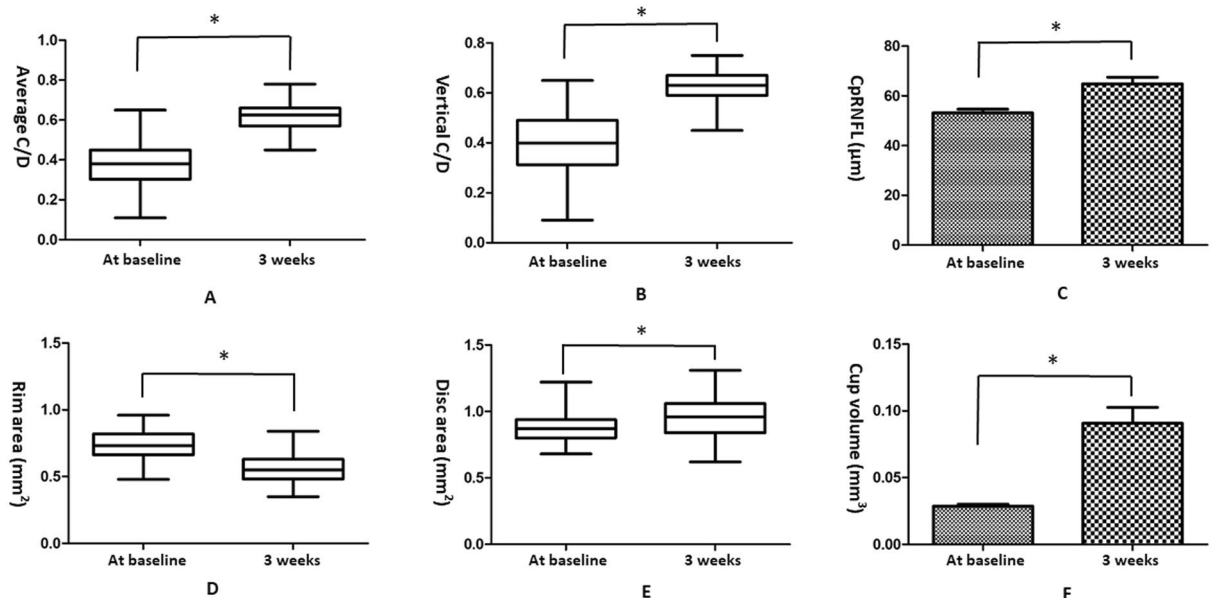 *
Average C/D
1.0
0.8
0.6
0.4
0.2
0.0
At baseline
3 weeks
A
*
Vertical C/D
0.8
0.6
0.4
0.2
0.0
At baseline
3 weeks
B
*
CpRNFL (µm)
80
60
40
20
0
At baseline
3 weeks
C
*
Rim area (mm²)
1.5
1.0
0.5
0.0
At baseline
3 weeks
D
*
Disc area (mm²)
1.5
1.0
0.5
0.0
At baseline
3 weeks
E
*
Cup volume (mm³)
0.15
0.10
0.05
0.00
At baseline
3 weeks
F